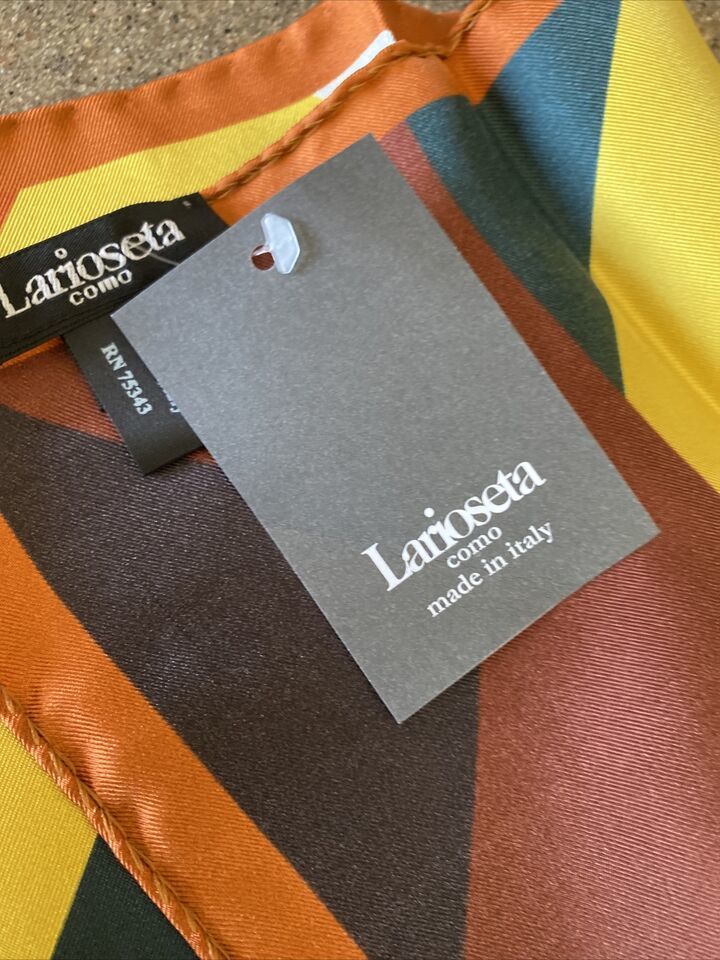 Larioseta
como
RN 75343
Larioseta
como
made in italy